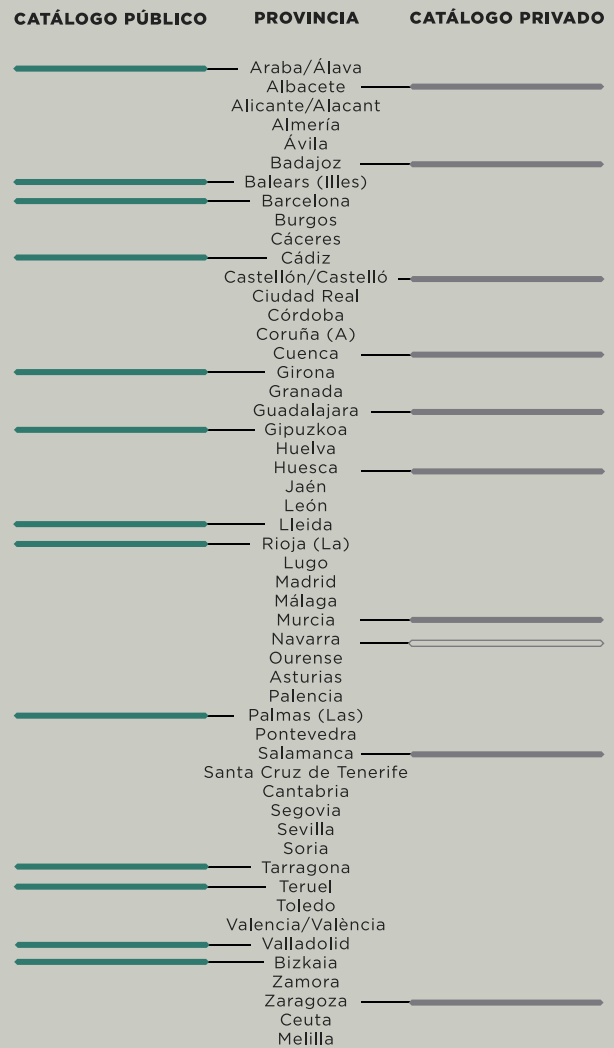 CATÁLOGO PÚBLICO PROVINCIA CATÁLOGO PRIVADO
Araba/Álava
Albacete
Alicante/Alacant
Almería
Ávila
Badajoz
Balears (Illes)
Barcelona
Burgos
Cáceres
Cádiz
Castellón/Castelló
Ciudad Real
Córdoba
Coruña (A)
Cuenca
Girona
Granada
Guadalajara
Gipuzkoa
Huelva
Huesca
Jaén
León
Lleida
Rioja (La)
Lugo
Madrid
Málaga
Murcia
Navarra
Ourense
Asturias
Palencia
Palmas (Las)
Pontevedra
Salamanca
Santa Cruz de Tenerife
Cantabria
Segovia
Sevilla
Soria
Tarragona
Teruel
Toledo
Valencia/València
Valladolid
Bizkaia
Zamora
Zaragoza
Ceuta
Melilla